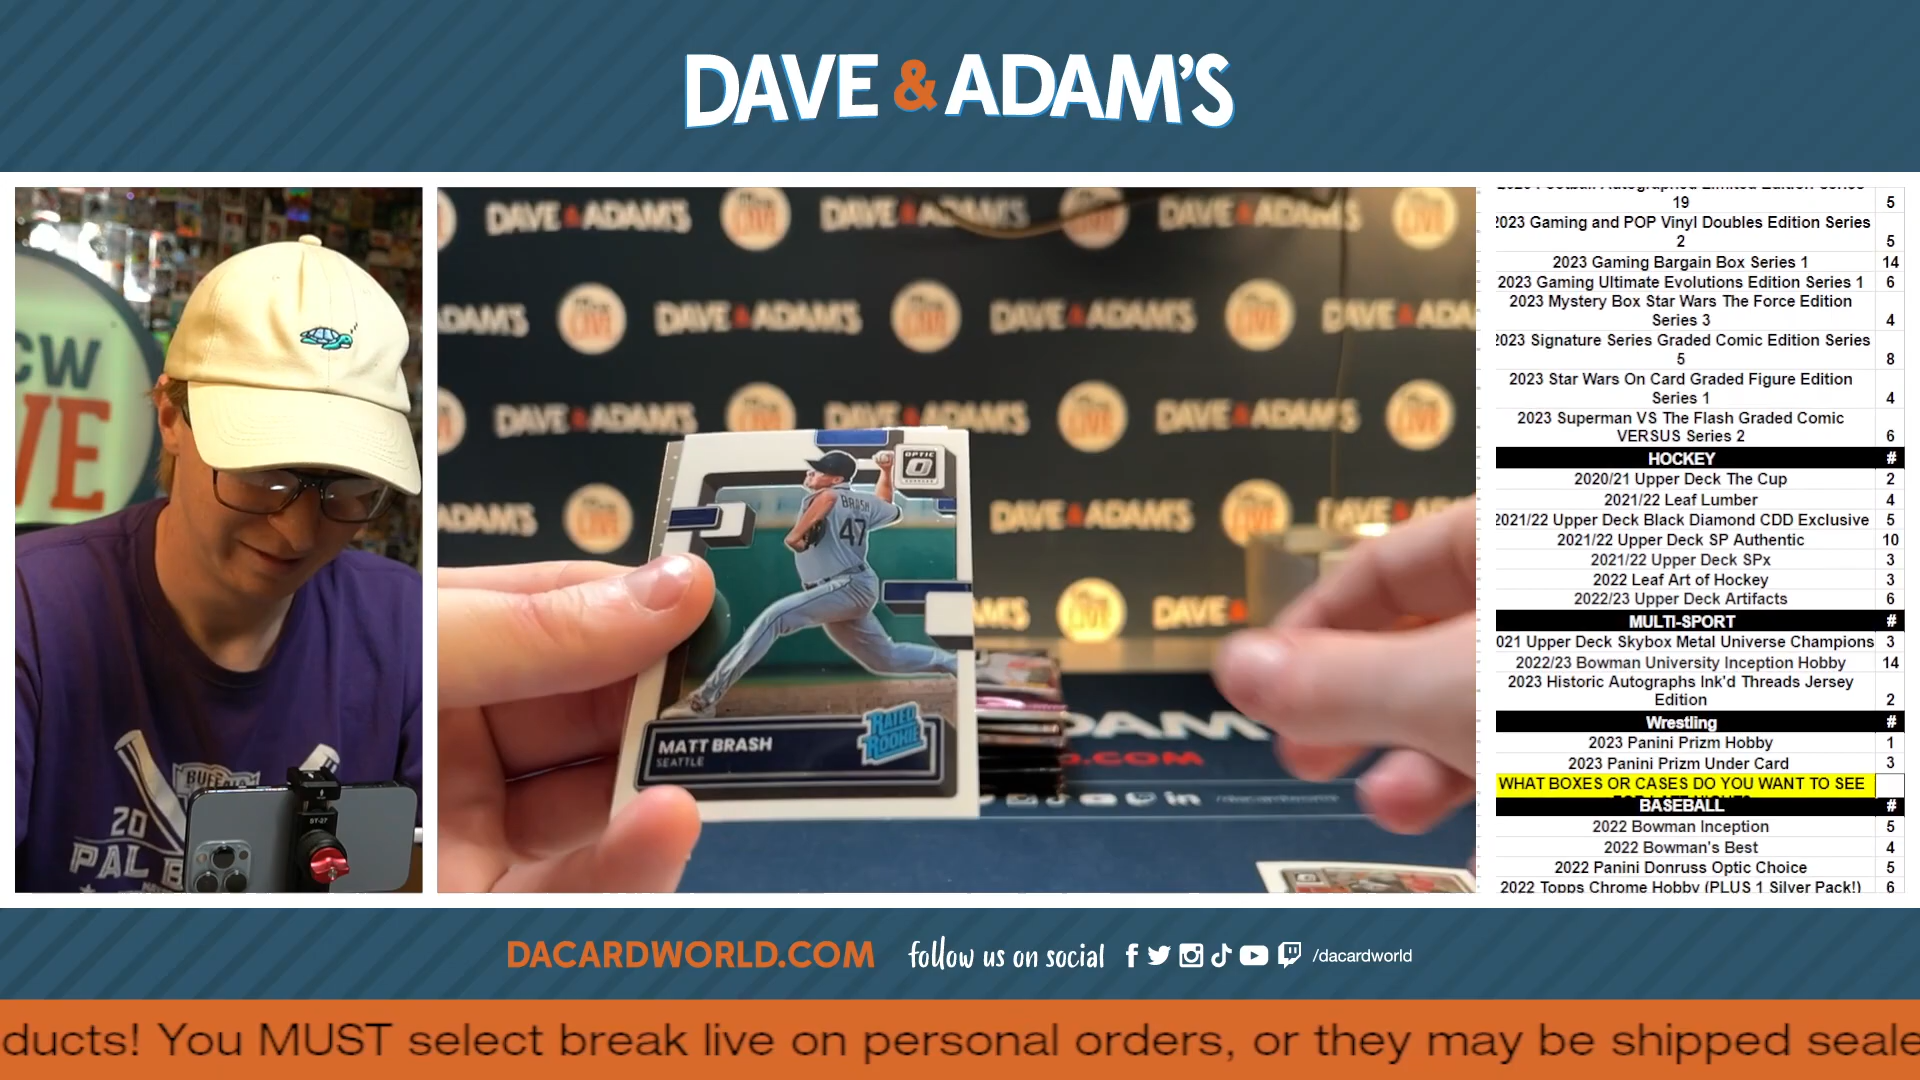 DAVE & ADAM'S
CW
VE
BUFFALO
20
PAL B
ST-27
DAVE & ADAM'S
LIVE
BRASH
47
OPTIC
MATT BRASH
SEATTLE
RATED
ROOKIE
19 5
2023 Gaming and POP Vinyl Doubles Edition Series
2 5
2023 Gaming Bargain Box Series 1 14
2023 Gaming Ultimate Evolutions Edition Series 1 6
2023 Mystery Box Star Wars The Force Edition
Series 3 4
2023 Signature Series Graded Comic Edition Series
5 8
2023 Star Wars On Card Graded Figure Edition
Series 1 4
2023 Superman VS The Flash Graded Comic
VERSUS Series 2 6
HOCKEY #
2020/21 Upper Deck The Cup 2
2021/22 Leaf Lumber 4
2021/22 Upper Deck Black Diamond CDD Exclusive 5
2021/22 Upper Deck SP Authentic 10
2021/22 Upper Deck SPx 3
2022 Leaf Art of Hockey 3
2022/23 Upper Deck Artifacts 6
MULTI-SPORT #
021 Upper Deck Skybox Metal Universe Champions 3
2022/23 Bowman University Inception Hobby 14
2023 Historic Autographs Ink'd Threads Jersey
Edition 2
Wrestling #
2023 Panini Prizm Hobby 1
2023 Panini Prizm Under Card 3
WHAT BOXES OR CASES DO YOU WANT TO SEE
BASEBALL #
2022 Bowman Inception 5
2022 Bowman's Best 4
2022 Panini Donruss Optic Choice 5
2022 Topps Chrome Hobby (PLUS 1 Silver Pack!) 6
DACARDWORLD.COM follow us on social /dacardworld
ducts! You MUST select break live on personal orders, or they may be shipped seale